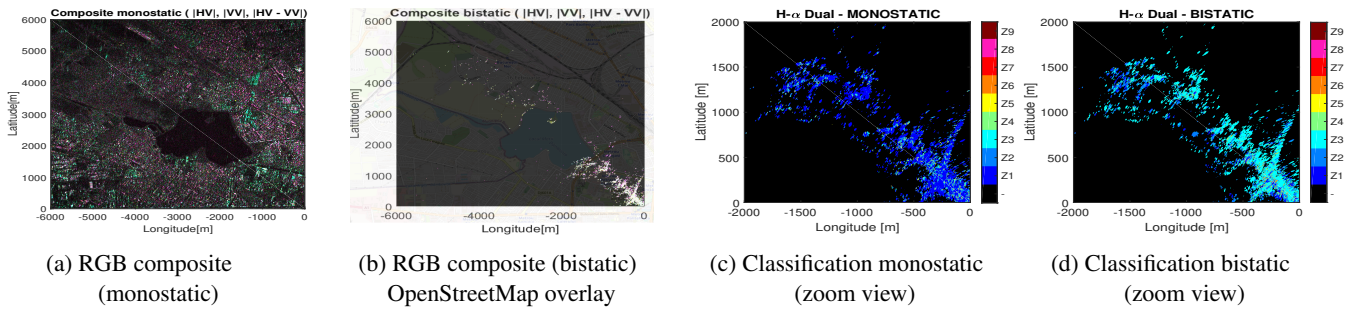 Composite monostatic ( |HV|, |VV|, |HV - VV|)
6000
5000
4000
3000
2000
1000
0
Latitude[m]
-6000 -5000 -4000 -3000 -2000 -1000 0
Longitude[m]
(a) RGB composite
(monostatic)
Composite bistatic ( |HV|, |VV|, |HV - VV|)
6000
5000
4000
3000
2000
1000
0
Latitude[m]
-6000 -4000 -2000 0
Longitude[m]
(b) RGB composite (bistatic)
OpenStreetMap overlay
H-α Dual - MONOSTATIC
2000
1500
1000
500
0
Latitude [m]
-2000 -1500 -1000 -500 0
Longitude [m]
Z9
Z8
Z7
Z6
Z5
Z4
Z3
Z2
Z1
-
(c) Classification monostatic
(zoom view)
H-α Dual - BISTATIC
2000
1500
1000
500
0
Latitude [m]
-2000 -1500 -1000 -500 0
Longitude [m]
Z9
Z8
Z7
Z6
Z5
Z4
Z3
Z2
Z1
-
(d) Classification bistatic
(zoom view)